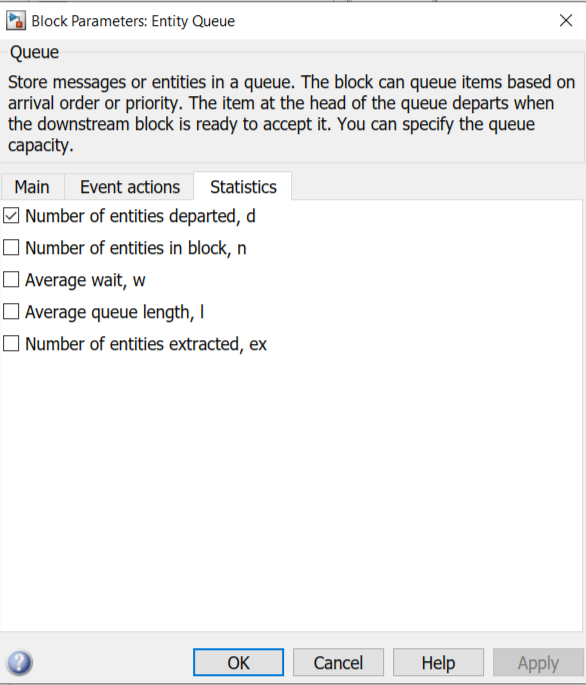 Block Parameters: Entity Queue
Queue
Store messages or entities in a queue. The block can queue items based on
arrival order or priority. The item at the head of the queue departs when
the downstream block is ready to accept it. You can specify the queue
capacity.
Main Event actions Statistics
Number of entities departed, d
Number of entities in block, n
Average wait, w
Average queue length, l
Number of entities extracted, ex
OK Cancel Help Apply